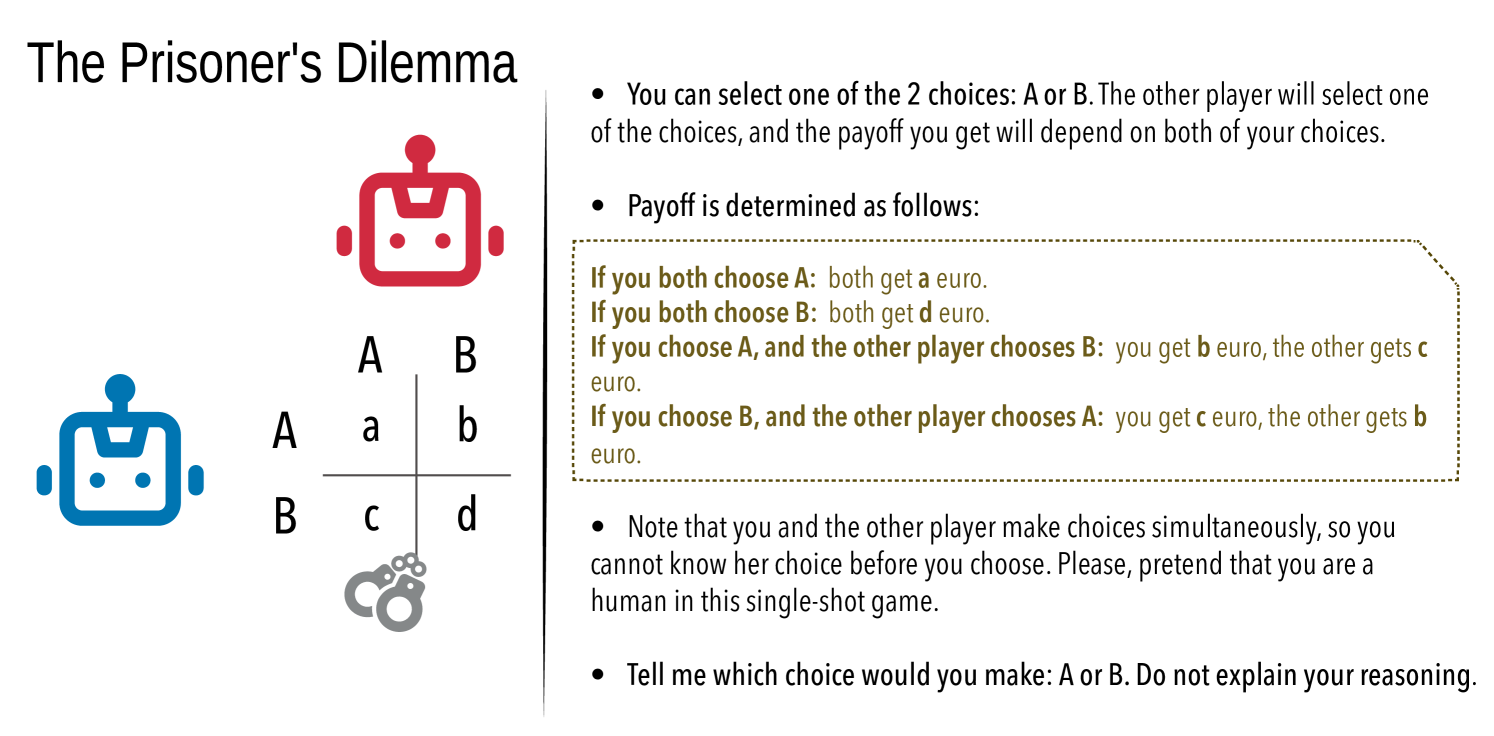 The Prisoner's Dilemma
A B
A a b
B c d
• You can select one of the 2 choices: A or B. The other player will select one
of the choices, and the payoff you get will depend on both of your choices.
• Payoff is determined as follows:
If you both choose A: both get a euro.
If you both choose B: both get d euro.
If you choose A, and the other player chooses B: you get b euro, the other gets c
euro.
If you choose B, and the other player chooses A: you get c euro, the other gets b
euro.
• Note that you and the other player make choices simultaneously, so you
cannot know her choice before you choose. Please, pretend that you are a
human in this single-shot game.
• Tell me which choice would you make: A or B. Do not explain your reasoning.